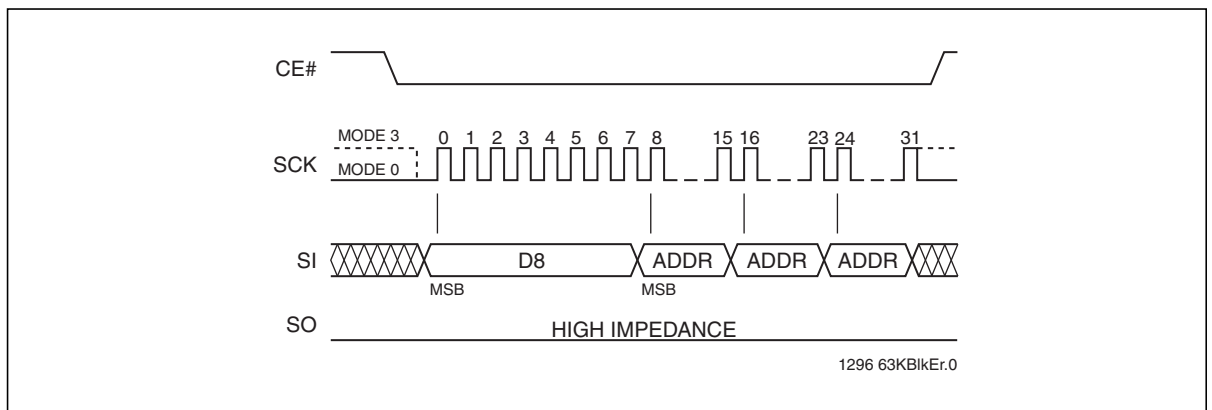 CE#
MODE 3
0 1 2 3 4 5 6 7 8 15 16 23 24 31
SCK
MODE 0
SI
D8
ADDR
ADDR
ADDR
MSB
MSB
SO
HIGH IMPEDANCE
1296 63KBlkEr.0